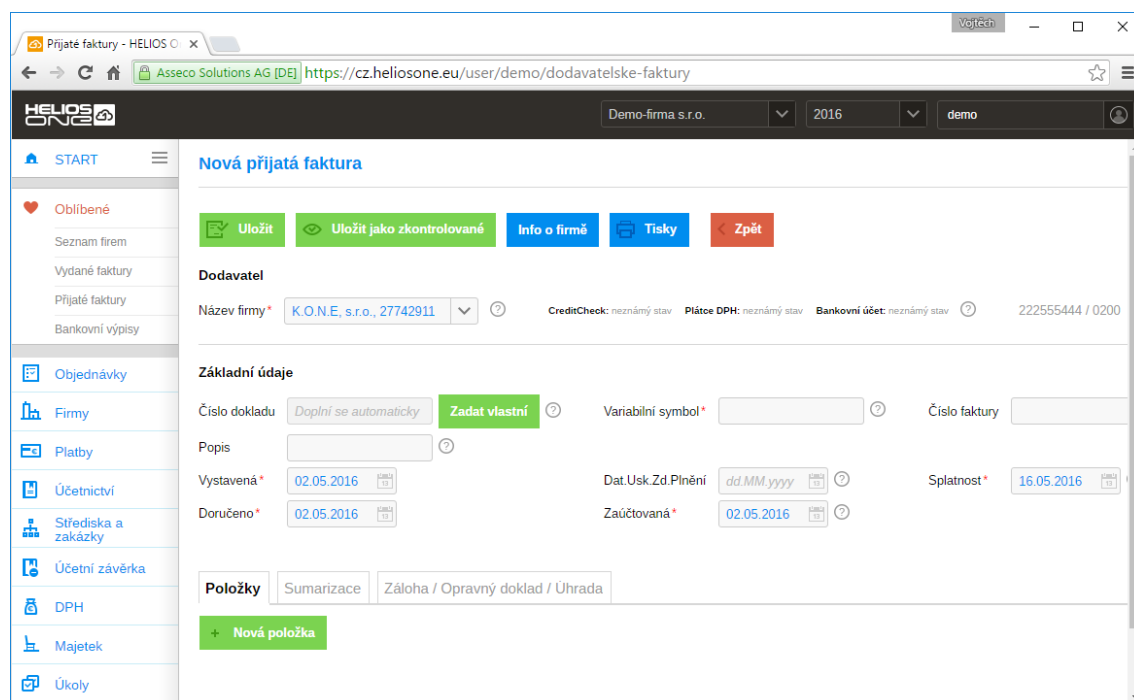 Vojtěch
Přijaté faktury - HELIOS O
Asseco Solutions AG [DE] https://cz.heliosone.eu/user/demo/dodavatelske-faktury
HELIOS ONE
Demo-firma s.r.o. 2016 demo
START
Oblíbené
Seznam firem
Vydané faktury
Přijaté faktury
Bankovní výpisy
Objednávky
Firmy
Platby
Účetnictví
Střediska a
zakázky
Účetní závěrka
DPH
Majetek
Úkoly
Nová přijatá faktura
Uložit Uložit jako zkontrolované Info o firmě Tisky Zpět
Dodavatel
Název firmy* K.O.N.E, s.r.o., 27742911 ? CreditCheck: neznámý stav Plátce DPH: neznámý stav Bankovní účet: neznámý stav ? 222555444 / 0200
Základní údaje
Číslo dokladu Doplní se automaticky Zadat vlastní ? Variabilní symbol* ? Číslo faktury
Popis ?
Vystavená* 02.05.2016 Dat.Usk.Zd.Plnění dd.MM.yyyy ? Splatnost* 16.05.2016
Doručeno* 02.05.2016 Zaúčtovaná* 02.05.2016 ?
Položky Sumarizace Záloha / Opravný doklad / Úhrada
+ Nová položka